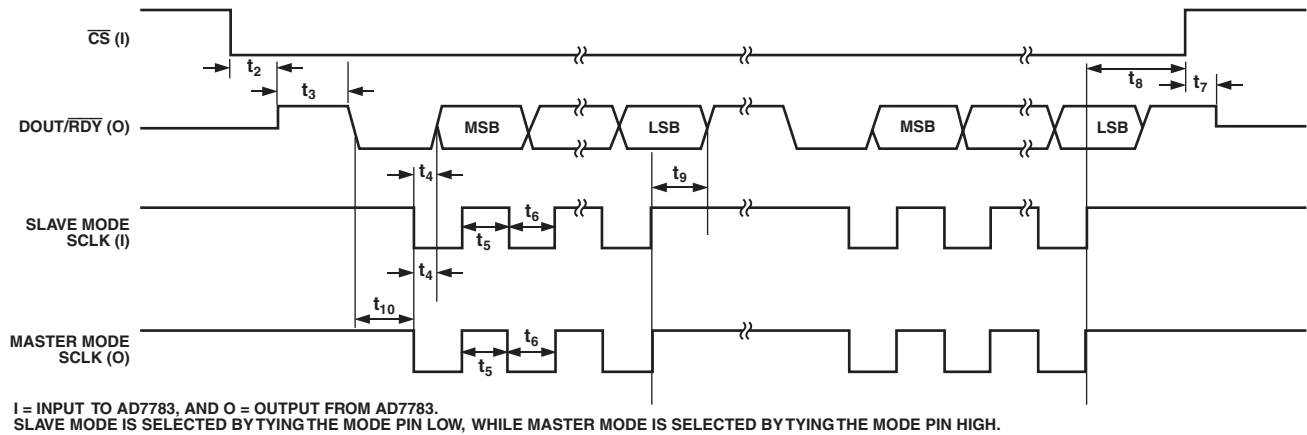 CS (I)
t2
t3
t8
t7
DOUT/RDY (O)
MSB
LSB
MSB
LSB
t4
t9
SLAVE MODE
SCLK (I)
t5
t6
t4
t10
MASTER MODE
SCLK (O)
t5
t6
I = INPUT TO AD7783, AND O = OUTPUT FROM AD7783.
SLAVE MODE IS SELECTED BY TYING THE MODE PIN LOW, WHILE MASTER MODE IS SELECTED BY TYING THE MODE PIN HIGH.